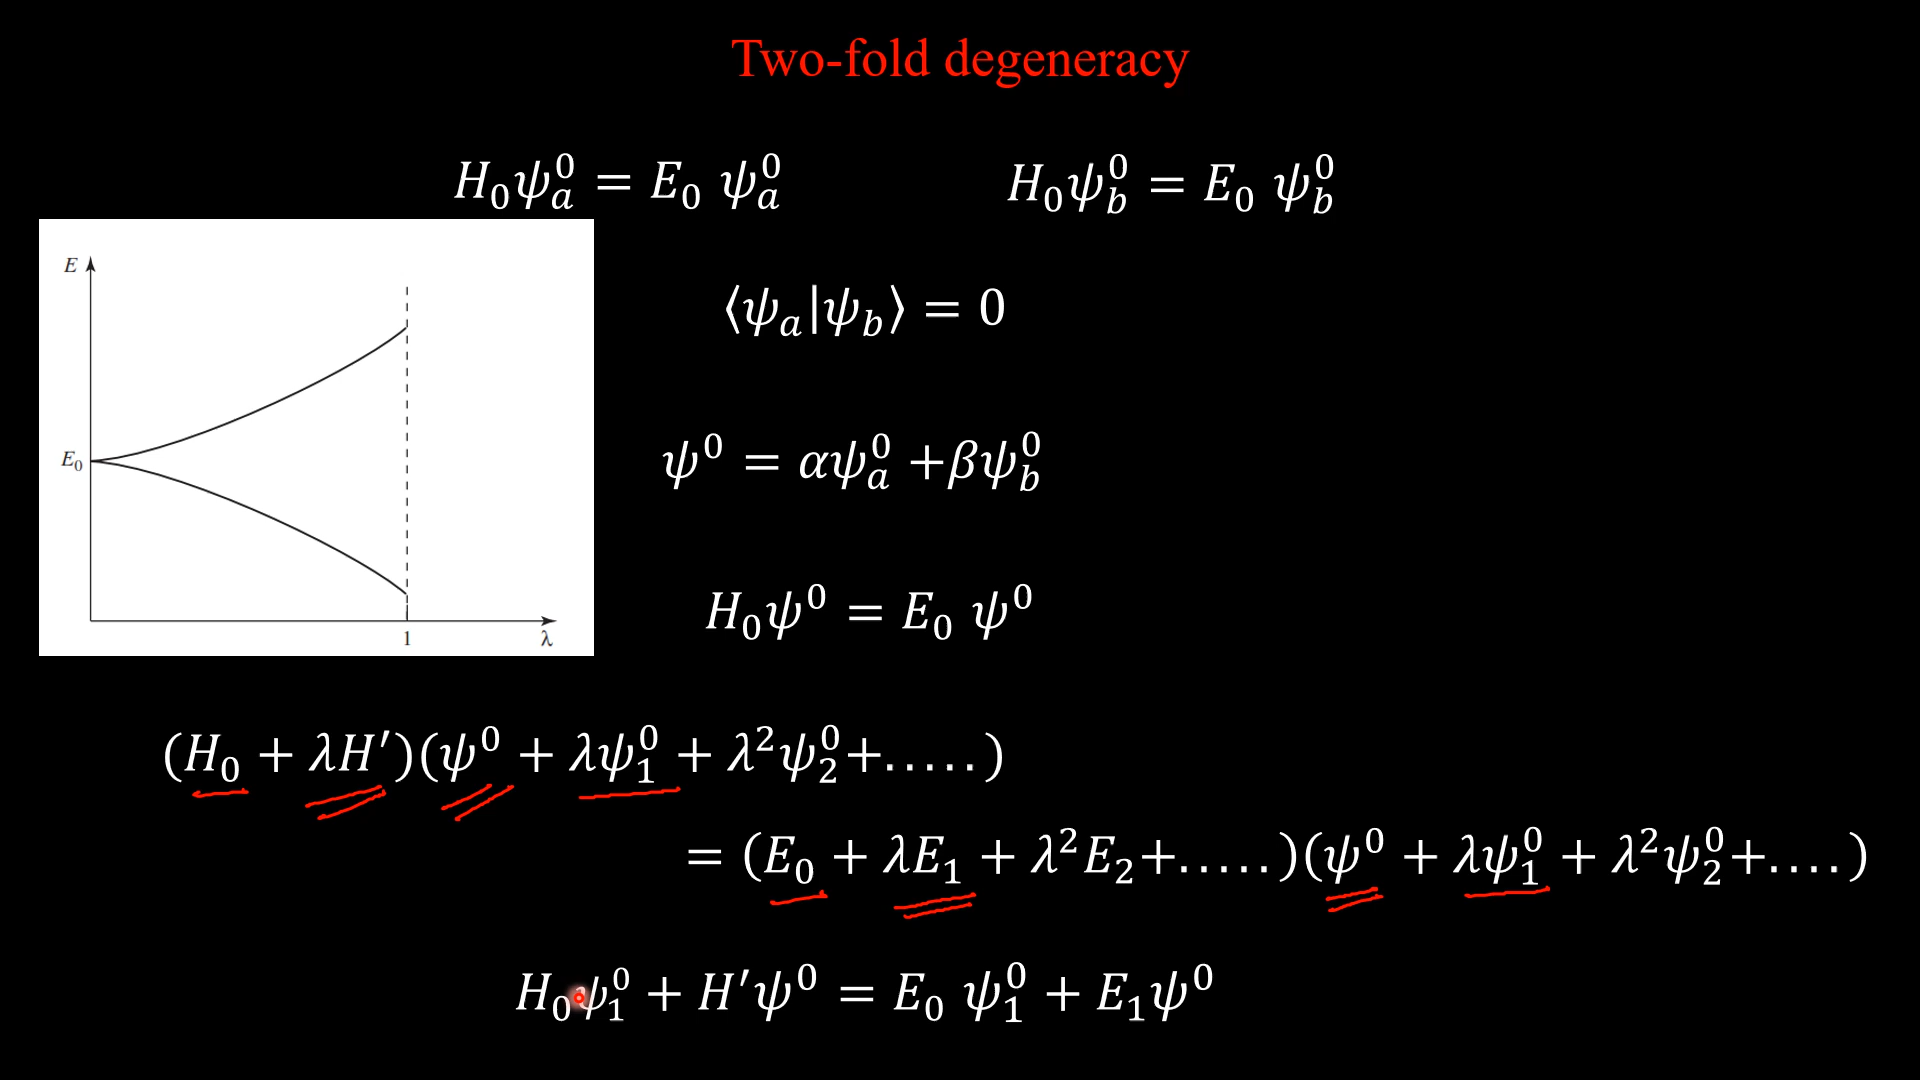 Two-fold degeneracy
H₀ψₐ⁰ = E₀ ψₐ⁰
H₀ψ_b⁰ = E₀ ψ_b⁰
⟨ψₐ|ψ_b⟩ = 0
E
E₀
1
λ
ψ⁰ = αψₐ⁰ +βψ_b⁰
H₀ψ⁰ = E₀ ψ⁰
(H₀ + λH′)(ψ⁰ + λψ₁⁰ + λ²ψ₂⁰+.....)
= (E₀ + λE₁ + λ²E₂+.....)(ψ⁰ + λψ₁⁰ + λ²ψ₂⁰+....)
H₀ψ₁⁰ + H′ψ⁰ = E₀ ψ₁⁰ + E₁ψ⁰